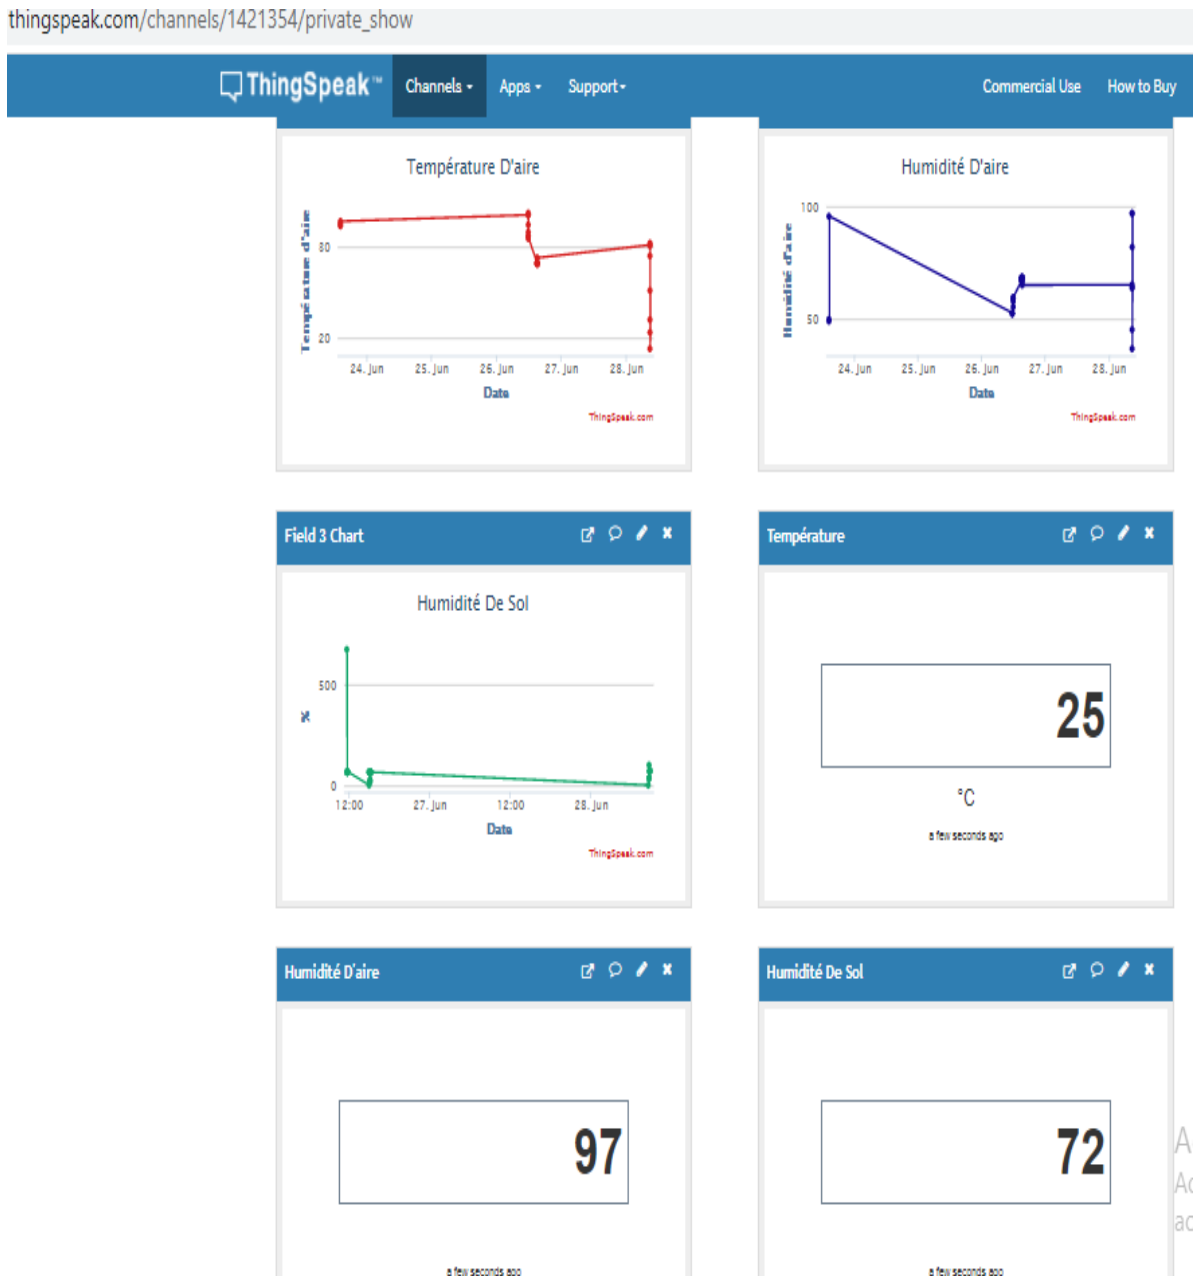 thingspeak.com/channels/1421354/private_show
ThingSpeak™ Channels Apps Support Commercial Use How to Buy
Température D'aire
Température d'aire
80
20
24. Jun 25. Jun 26. Jun 27. Jun 28. Jun
Date
ThingSpeak.com
Humidité D'aire
Humidité d'aire
100
50
24. Jun 25. Jun 26. Jun 27. Jun 28. Jun
Date
ThingSpeak.com
Field 3 Chart
Humidité De Sol
%
500
0
12:00 27. Jun 12:00 28. Jun
Date
ThingSpeak.com
Température
25
°C
a few seconds ago
Humidité D'aire
97
a few seconds ago
Humidité De Sol
72
a few seconds ago